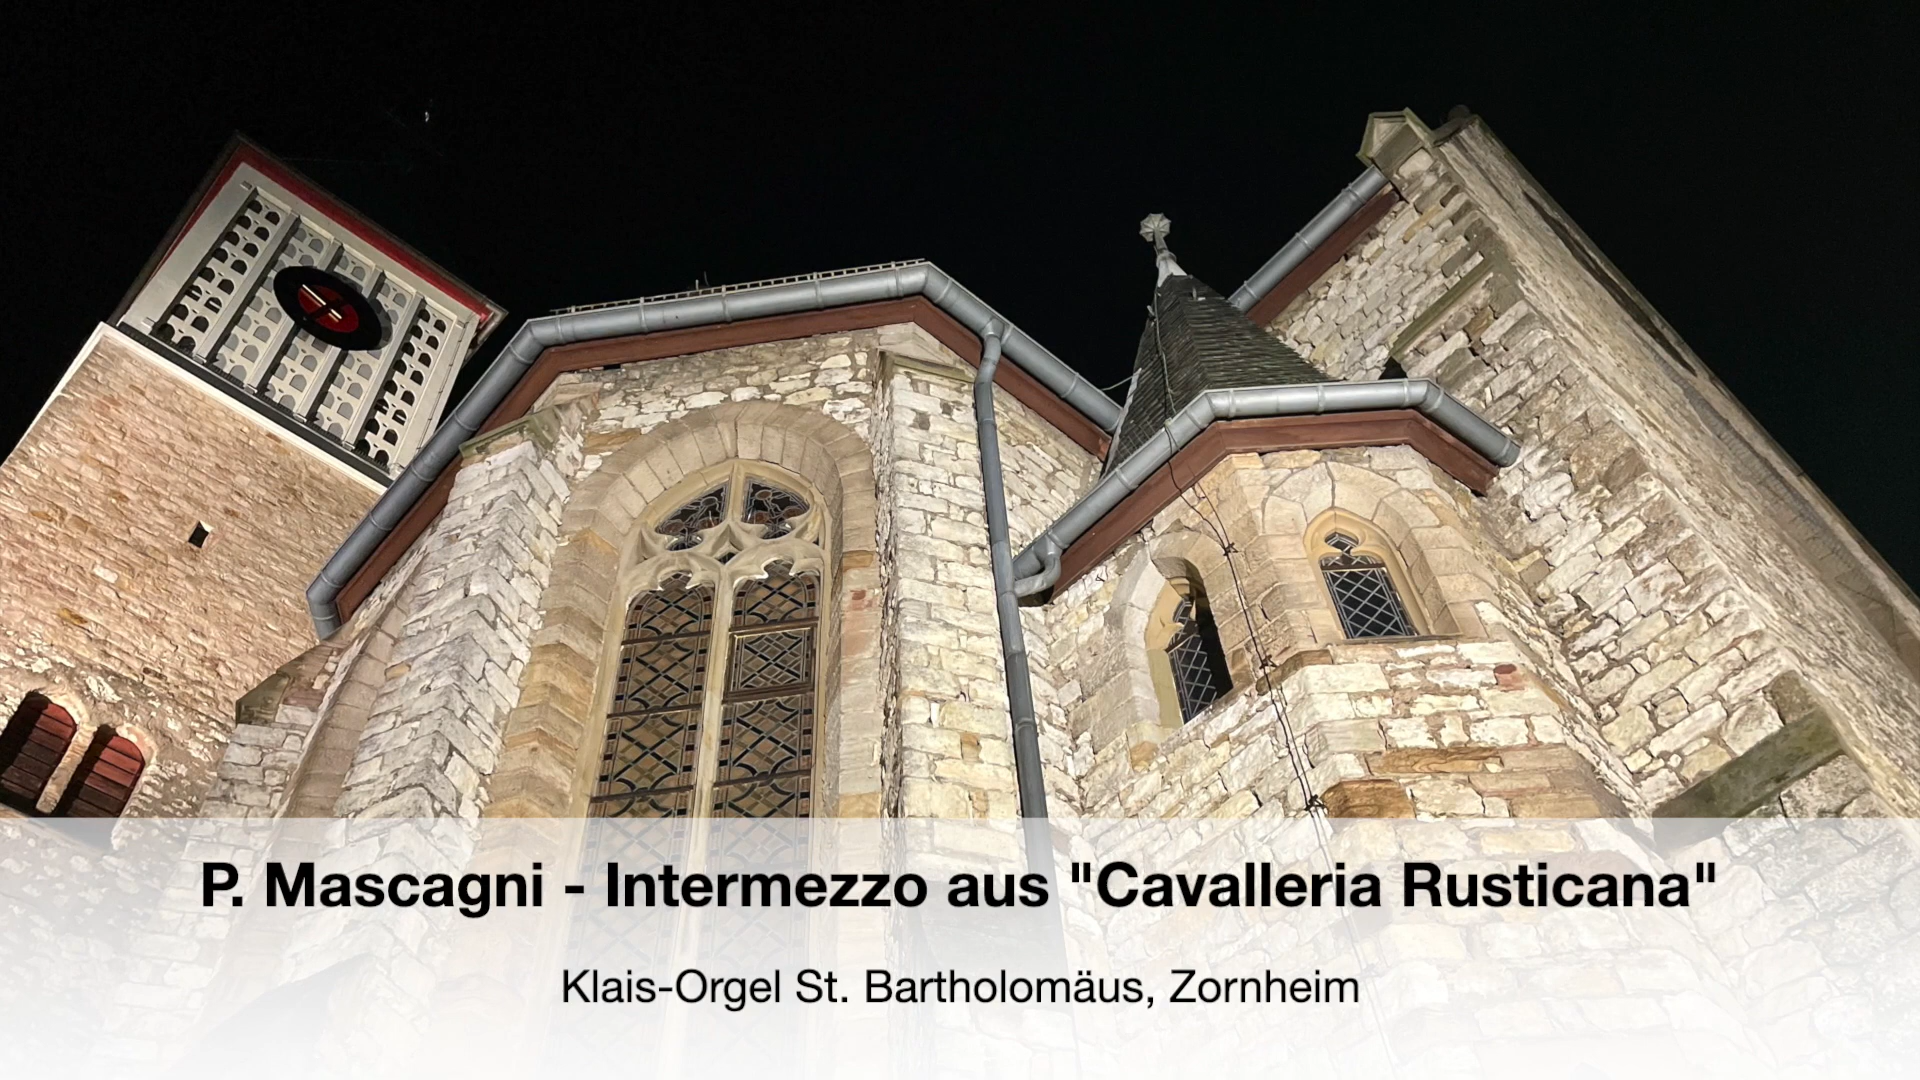 P. Mascagni - Intermezzo aus "Cavalleria Rusticana"
Klais-Orgel St. Bartholomäus, Zornheim